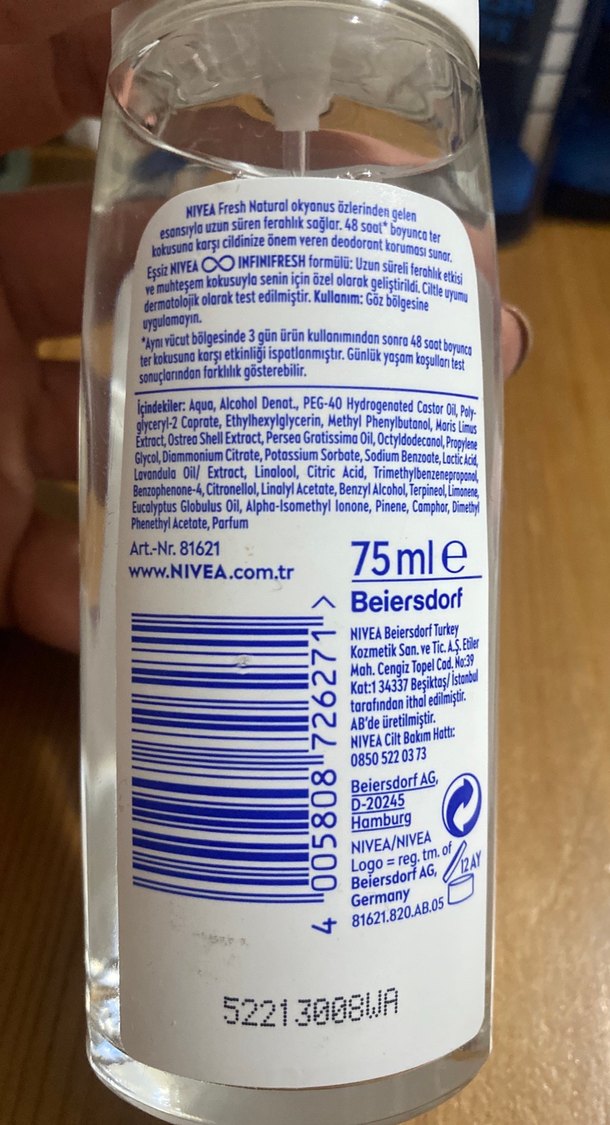 NIVEA Fresh Natural okyanus özlerinden gelen
esansıyla uzun süren ferahlık sağlar. 48 saat* boyunca ter
kokusuna karşı cildinize önem veren deodorant koruması sunar.
Eşsiz NIVEA ∞ INFINIFRESH formülü: Uzun süreli ferahlık etkisi
ve muhteşem kokusuyla senin için özel olarak geliştirildi. Ciltle uyumu
dermatolojik olarak test edilmiştir. Kullanım: Göz bölgesine
uygulamayın.
*Aynı vücut bölgesinde 3 gün ürün kullanımından sonra 48 saat boyunca
ter kokusuna karşı etkinliği ispatlanmıştır. Günlük yaşam koşulları test
sonuçlarından farklılık gösterebilir.
İçindekiler: Aqua, Alcohol Denat., PEG-40 Hydrogenated Castor Oil, Poly-
glyceryl-2 Caprate, Ethylhexylglycerin, Methyl Phenylbutanol, Maris Limus
Extract, Ostrea Shell Extract, Persea Gratissima Oil, Octyldodecanol, Propylene
Glycol, Diammonium Citrate, Potassium Sorbate, Sodium Benzoate, Lactic Acid,
Lavandula Oil/ Extract, Linalool, Citric Acid, Trimethylbenzenepropanol,
Benzophenone-4, Citronellol, Linalyl Acetate, Benzyl Alcohol, Terpineol, Limonene,
Eucalyptus Globulus Oil, Alpha-Isomethyl Ionone, Pinene, Camphor, Dimethyl
Phenethyl Acetate, Parfum
Art.-Nr. 81621
www.NIVEA.com.tr
75 ml e
Beiersdorf
NIVEA Beiersdorf Turkey
Kozmetik San. ve Tic. A.Ş. Etiler
Mah. Cengiz Topel Cad. No:39
Kat:1 34337 Beşiktaş/ İstanbul
tarafından ithal edilmiştir.
AB'de üretilmiştir.
NIVEA Cilt Bakım Hattı:
0850 522 03 73
Beiersdorf AG,
D-20245
Hamburg
NIVEA/NIVEA
Logo = reg. tm. of
Beiersdorf AG,
Germany
81621.820.AB.05
12 AY
4 005808 726271 >
52213008WA